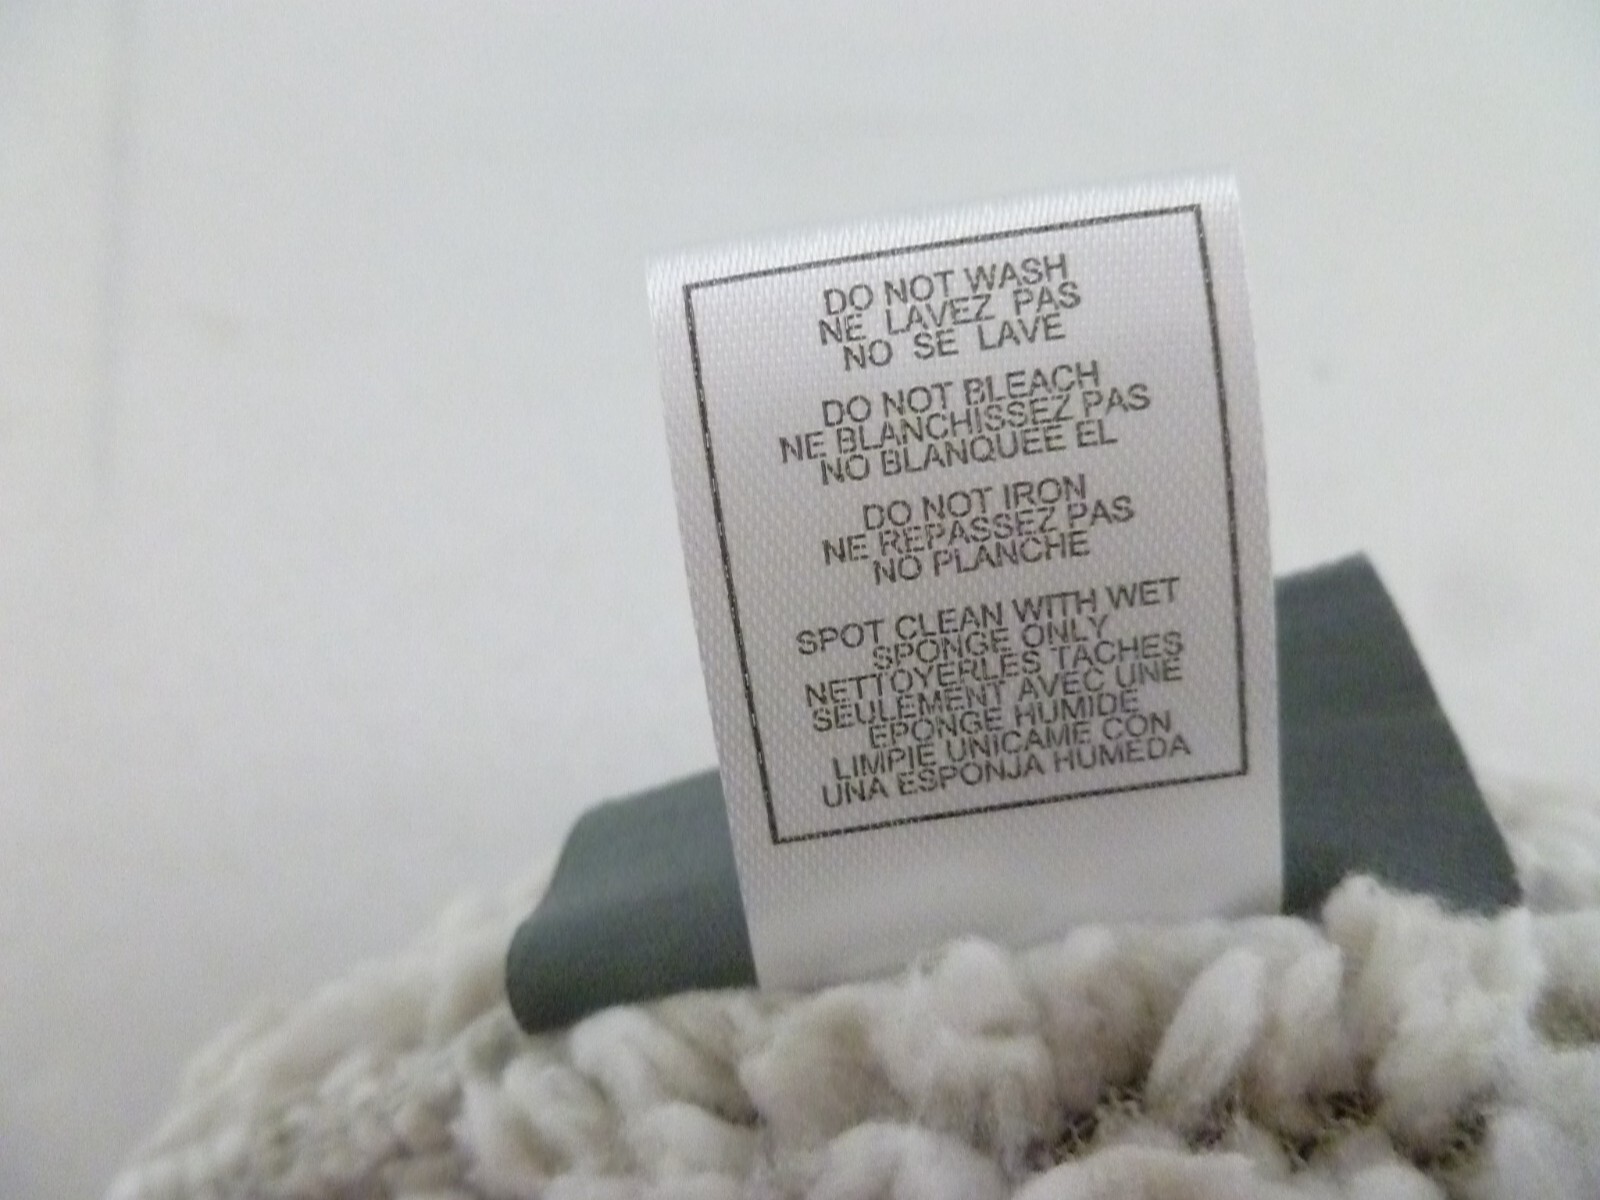 DO NOT WASH
NE LAVEZ PAS
NO SE LAVE
DO NOT BLEACH
NE BLANCHISSEZ PAS
NO BLANQUEE EL
DO NOT IRON
NE REPASSEZ PAS
NO PLANCHE
SPOT CLEAN WITH WET
SPONGE ONLY
NETTOYERLES TACHES
SEULEMENT AVEC UNE
EPONGE HUMIDE
LIMPIE UNICAME CON
UNA ESPONJA HUMEDA